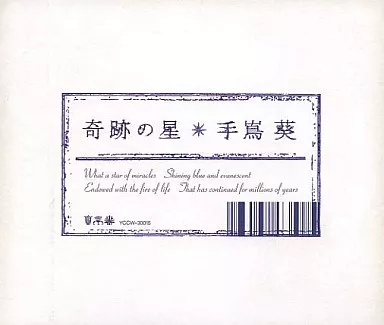 奇跡の星＊手嶌 葵
What a star of miracles Shining blue and evanescent
Endowed with the fire of life That has continued for millions of years
YCCW-30015